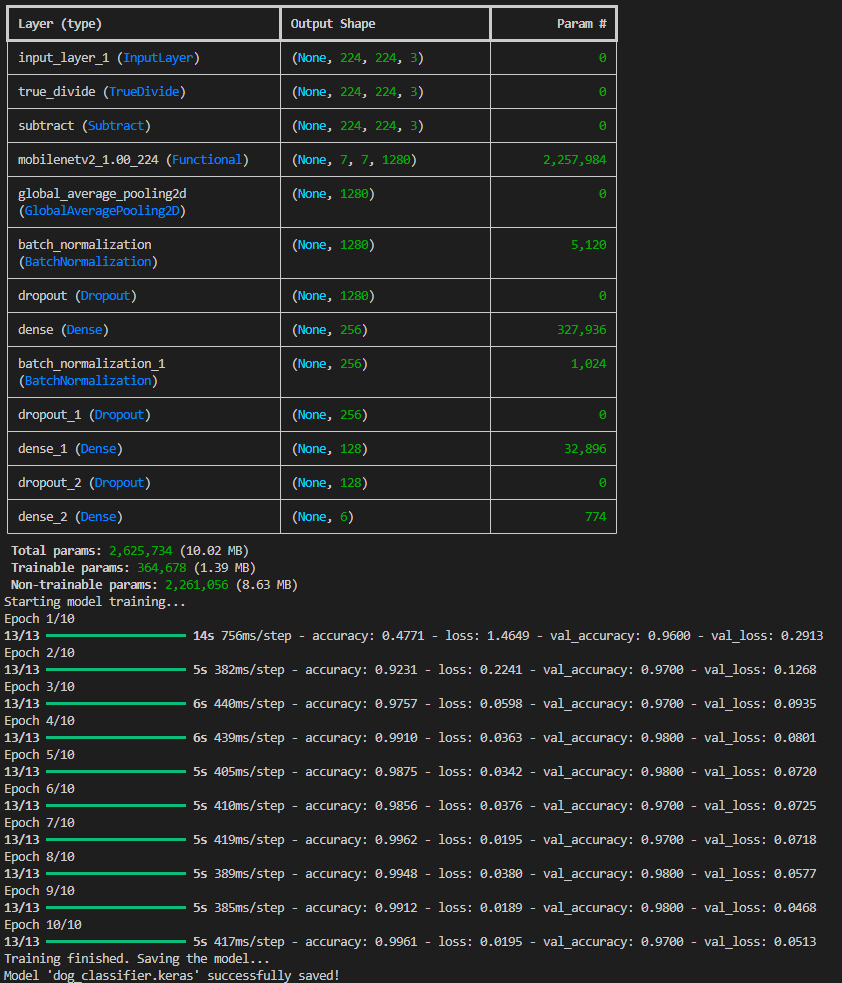 Layer (type) Output Shape Param #
input_layer_1 (InputLayer) (None, 224, 224, 3) 0
true_divide (TrueDivide) (None, 224, 224, 3) 0
subtract (Subtract) (None, 224, 224, 3) 0
mobilenetv2_1.00_224 (Functional) (None, 7, 7, 1280) 2,257,984
global_average_pooling2d (None, 1280) 0
(GlobalAveragePooling2D)
batch_normalization (None, 1280) 5,120
(BatchNormalization)
dropout (Dropout) (None, 1280) 0
dense (Dense) (None, 256) 327,936
batch_normalization_1 (None, 256) 1,024
(BatchNormalization)
dropout_1 (Dropout) (None, 256) 0
dense_1 (Dense) (None, 128) 32,896
dropout_2 (Dropout) (None, 128) 0
dense_2 (Dense) (None, 6) 774
Total params: 2,625,734 (10.02 MB)
Trainable params: 364,678 (1.39 MB)
Non-trainable params: 2,261,056 (8.63 MB)
Starting model training...
Epoch 1/10
13/13 14s 756ms/step - accuracy: 0.4771 - loss: 1.4649 - val_accuracy: 0.9600 - val_loss: 0.2913
Epoch 2/10
13/13 5s 382ms/step - accuracy: 0.9231 - loss: 0.2241 - val_accuracy: 0.9700 - val_loss: 0.1268
Epoch 3/10
13/13 6s 440ms/step - accuracy: 0.9757 - loss: 0.0598 - val_accuracy: 0.9700 - val_loss: 0.0935
Epoch 4/10
13/13 6s 439ms/step - accuracy: 0.9910 - loss: 0.0363 - val_accuracy: 0.9800 - val_loss: 0.0801
Epoch 5/10
13/13 5s 405ms/step - accuracy: 0.9875 - loss: 0.0342 - val_accuracy: 0.9800 - val_loss: 0.0720
Epoch 6/10
13/13 5s 410ms/step - accuracy: 0.9856 - loss: 0.0376 - val_accuracy: 0.9700 - val_loss: 0.0725
Epoch 7/10
13/13 5s 419ms/step - accuracy: 0.9962 - loss: 0.0195 - val_accuracy: 0.9700 - val_loss: 0.0718
Epoch 8/10
13/13 5s 389ms/step - accuracy: 0.9948 - loss: 0.0380 - val_accuracy: 0.9800 - val_loss: 0.0577
Epoch 9/10
13/13 5s 385ms/step - accuracy: 0.9912 - loss: 0.0189 - val_accuracy: 0.9800 - val_loss: 0.0468
Epoch 10/10
13/13 5s 417ms/step - accuracy: 0.9961 - loss: 0.0195 - val_accuracy: 0.9700 - val_loss: 0.0513
Training finished. Saving the model...
Model 'dog_classifier.keras' successfully saved!